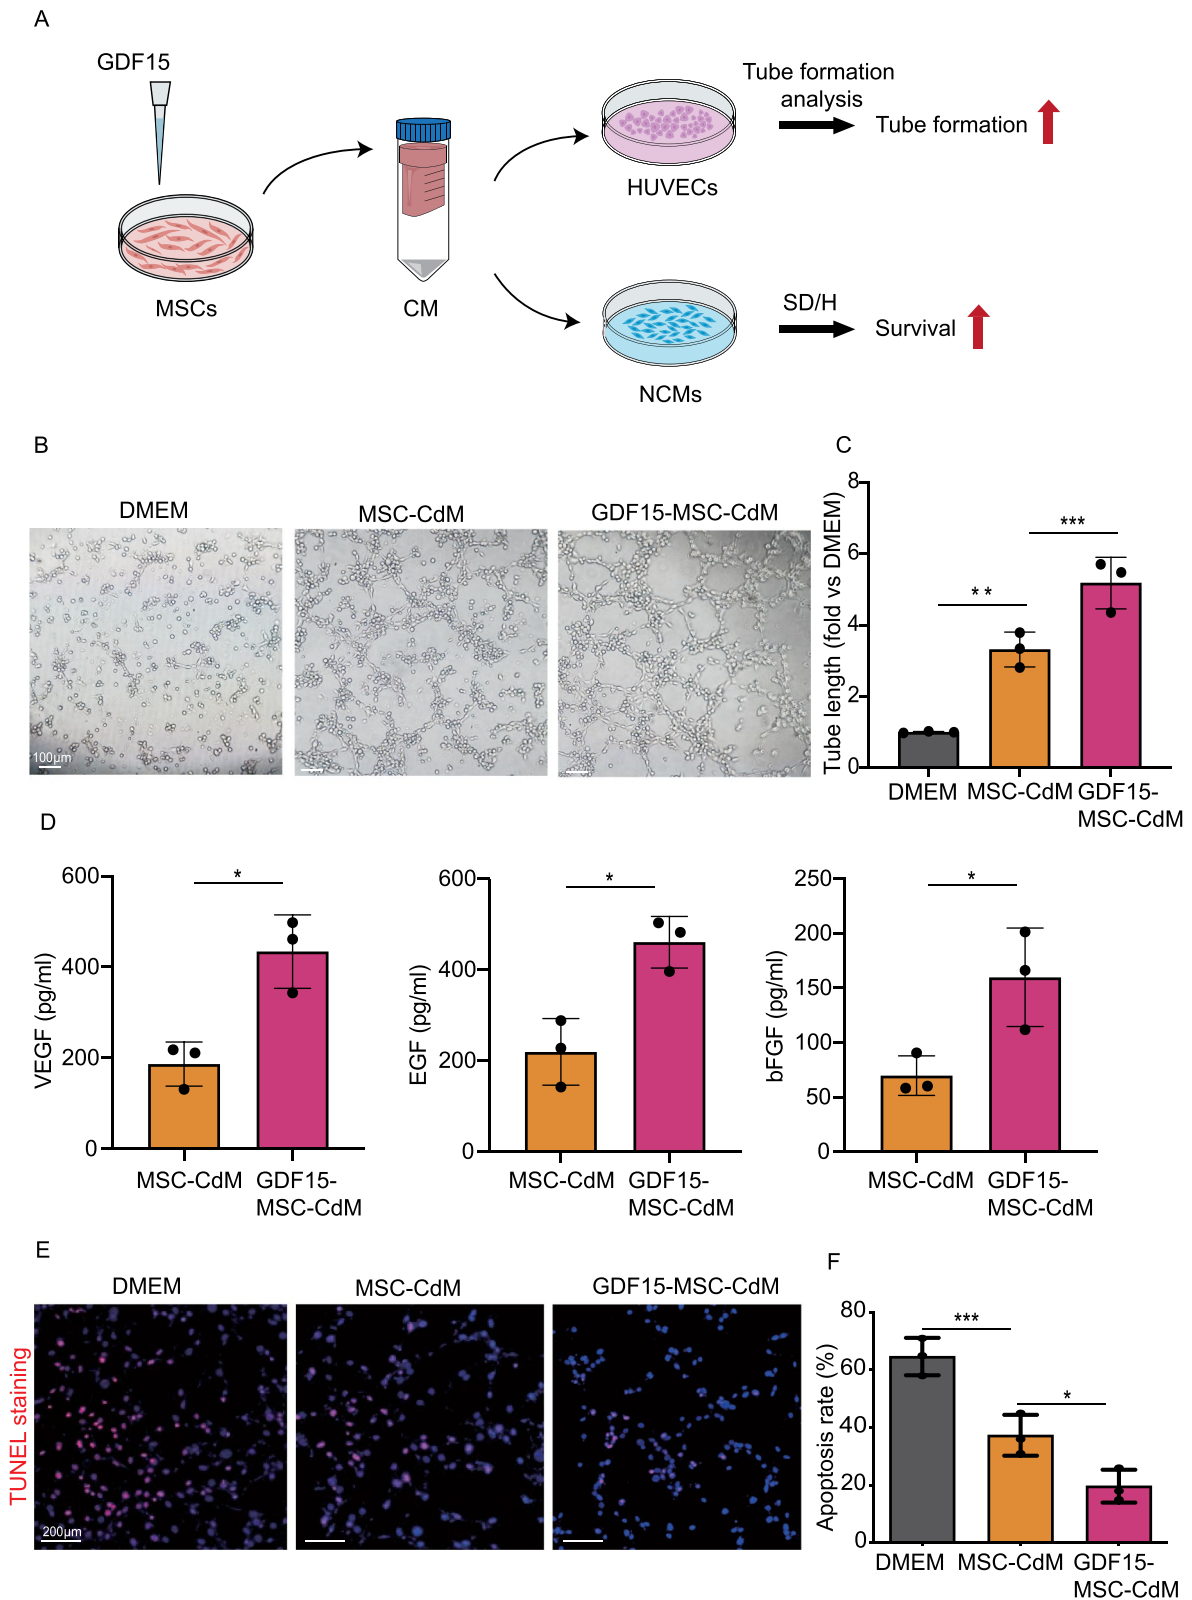 A
GDF15
MSCs
CM
HUVECs
Tube formation
analysis
Tube formation
NCMs
SD/H
Survival
B
DMEM
MSC-CdM
GDF15-MSC-CdM
100μm
C
Tube length (fold vs DMEM)
8
6
4
2
0
**
***
DMEM
MSC-CdM
GDF15-
MSC-CdM
D
VEGF (pg/ml)
600
400
200
0
*
MSC-CdM
GDF15-
MSC-CdM
EGF (pg/ml)
600
400
200
0
*
MSC-CdM
GDF15-
MSC-CdM
bFGF (pg/ml)
250
200
150
100
50
0
*
MSC-CdM
GDF15-
MSC-CdM
E
DMEM
MSC-CdM
GDF15-MSC-CdM
TUNEL staining
200μm
F
Apoptosis rate (%)
80
60
40
20
0
***
*
DMEM
MSC-CdM
GDF15-
MSC-CdM